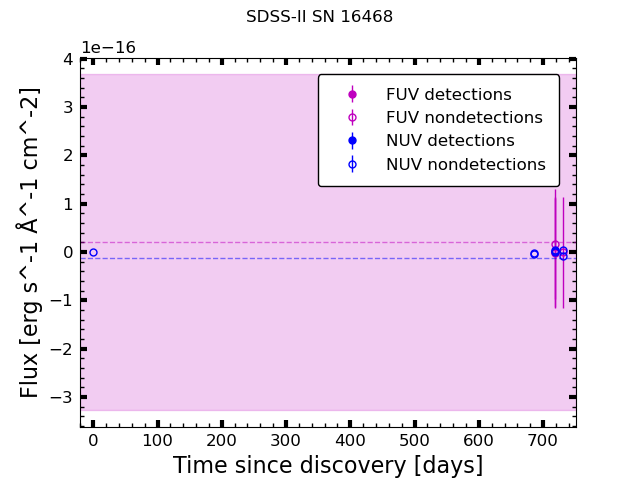 SDSS-II SN 16468
1e−16
4
3
2
1
0
−1
−2
−3
Flux [erg s^-1 Å^-1 cm^-2]
FUV detections
FUV nondetections
NUV detections
NUV nondetections
0 100 200 300 400 500 600 700
Time since discovery [days]